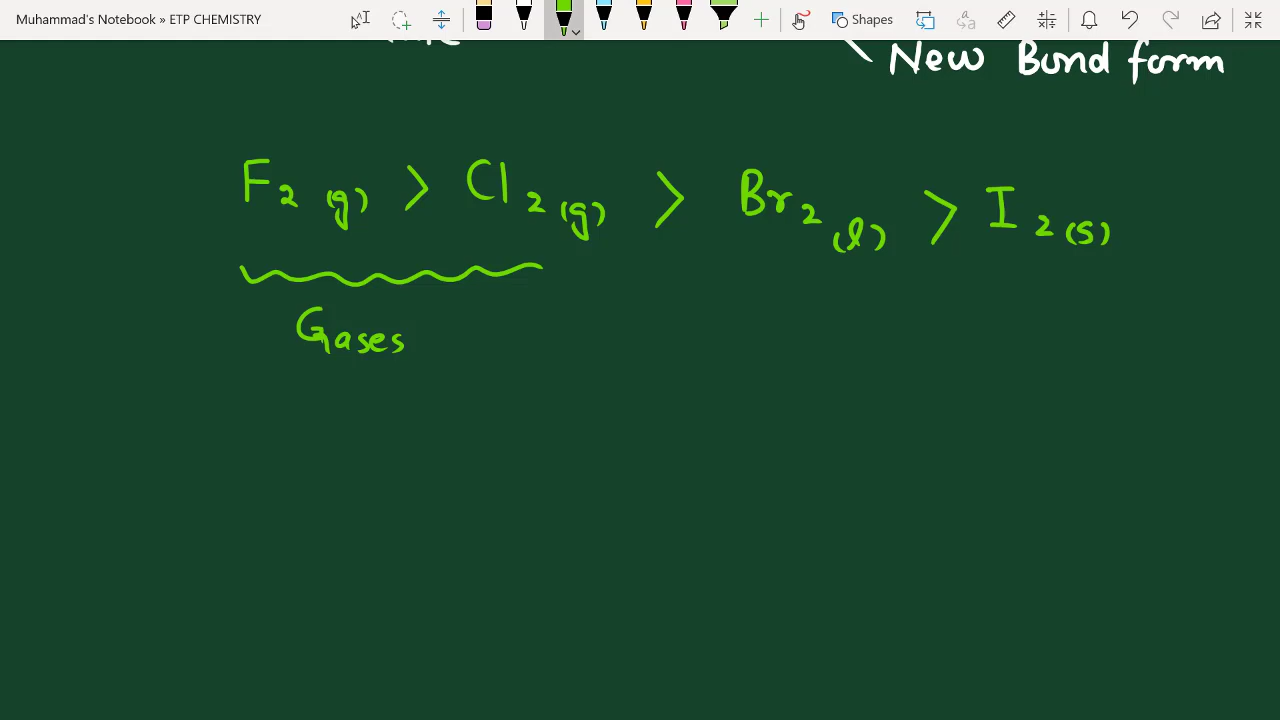 Muhammad's Notebook » ETP CHEMISTRY
Shapes
New Bond form
F2 (g) > Cl2 (g) > Br2 (l) > I2 (s)
Gases